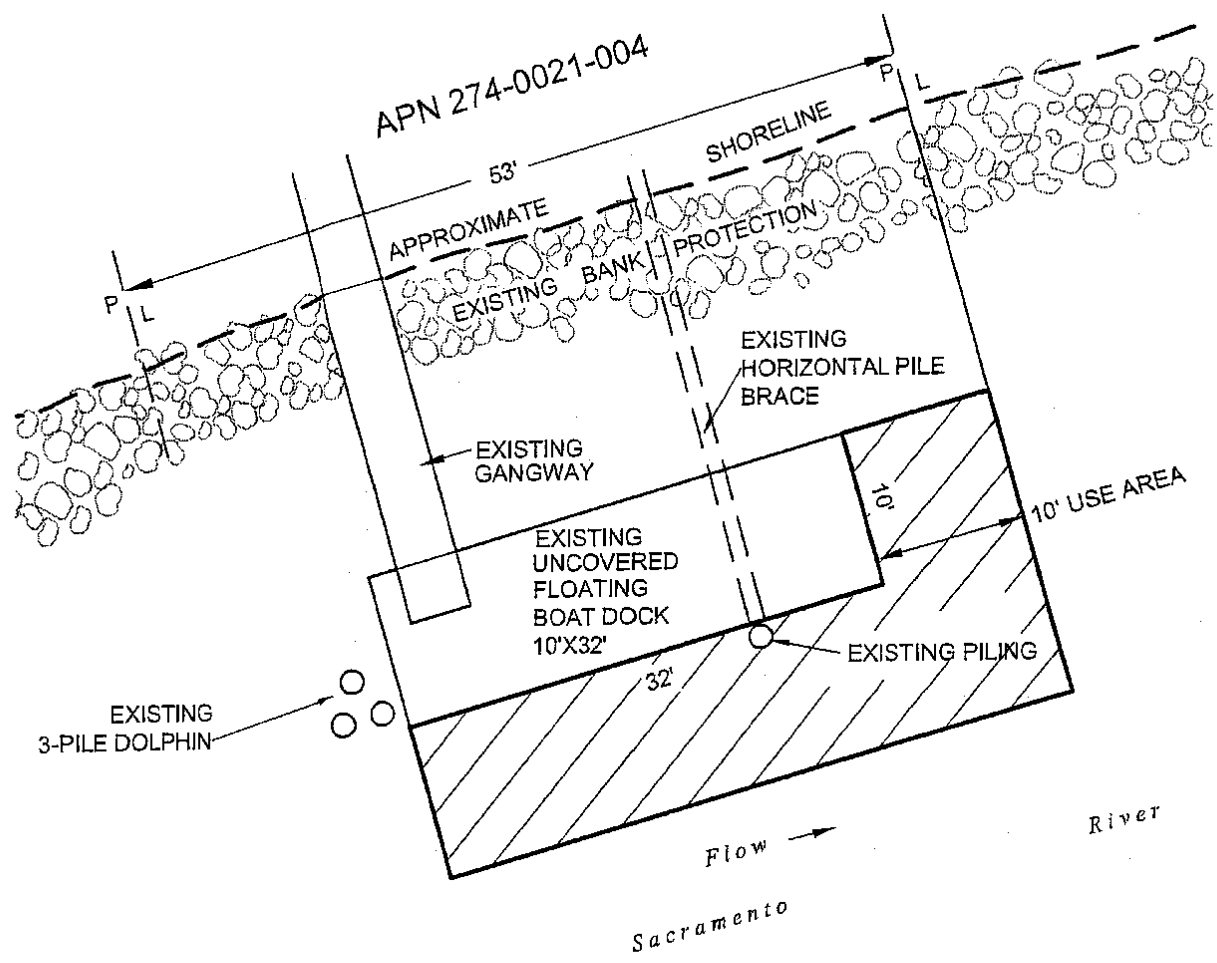 APN 274-0021-004
53'
P
L
P
L
APPROXIMATE SHORELINE
EXISTING BANK PROTECTION
EXISTING
HORIZONTAL PILE
BRACE
EXISTING
GANGWAY
10'
10' USE AREA
EXISTING
UNCOVERED
FLOATING
BOAT DOCK
10'X32'
EXISTING PILING
32'
EXISTING
3-PILE DOLPHIN
Flow
River
Sacramento